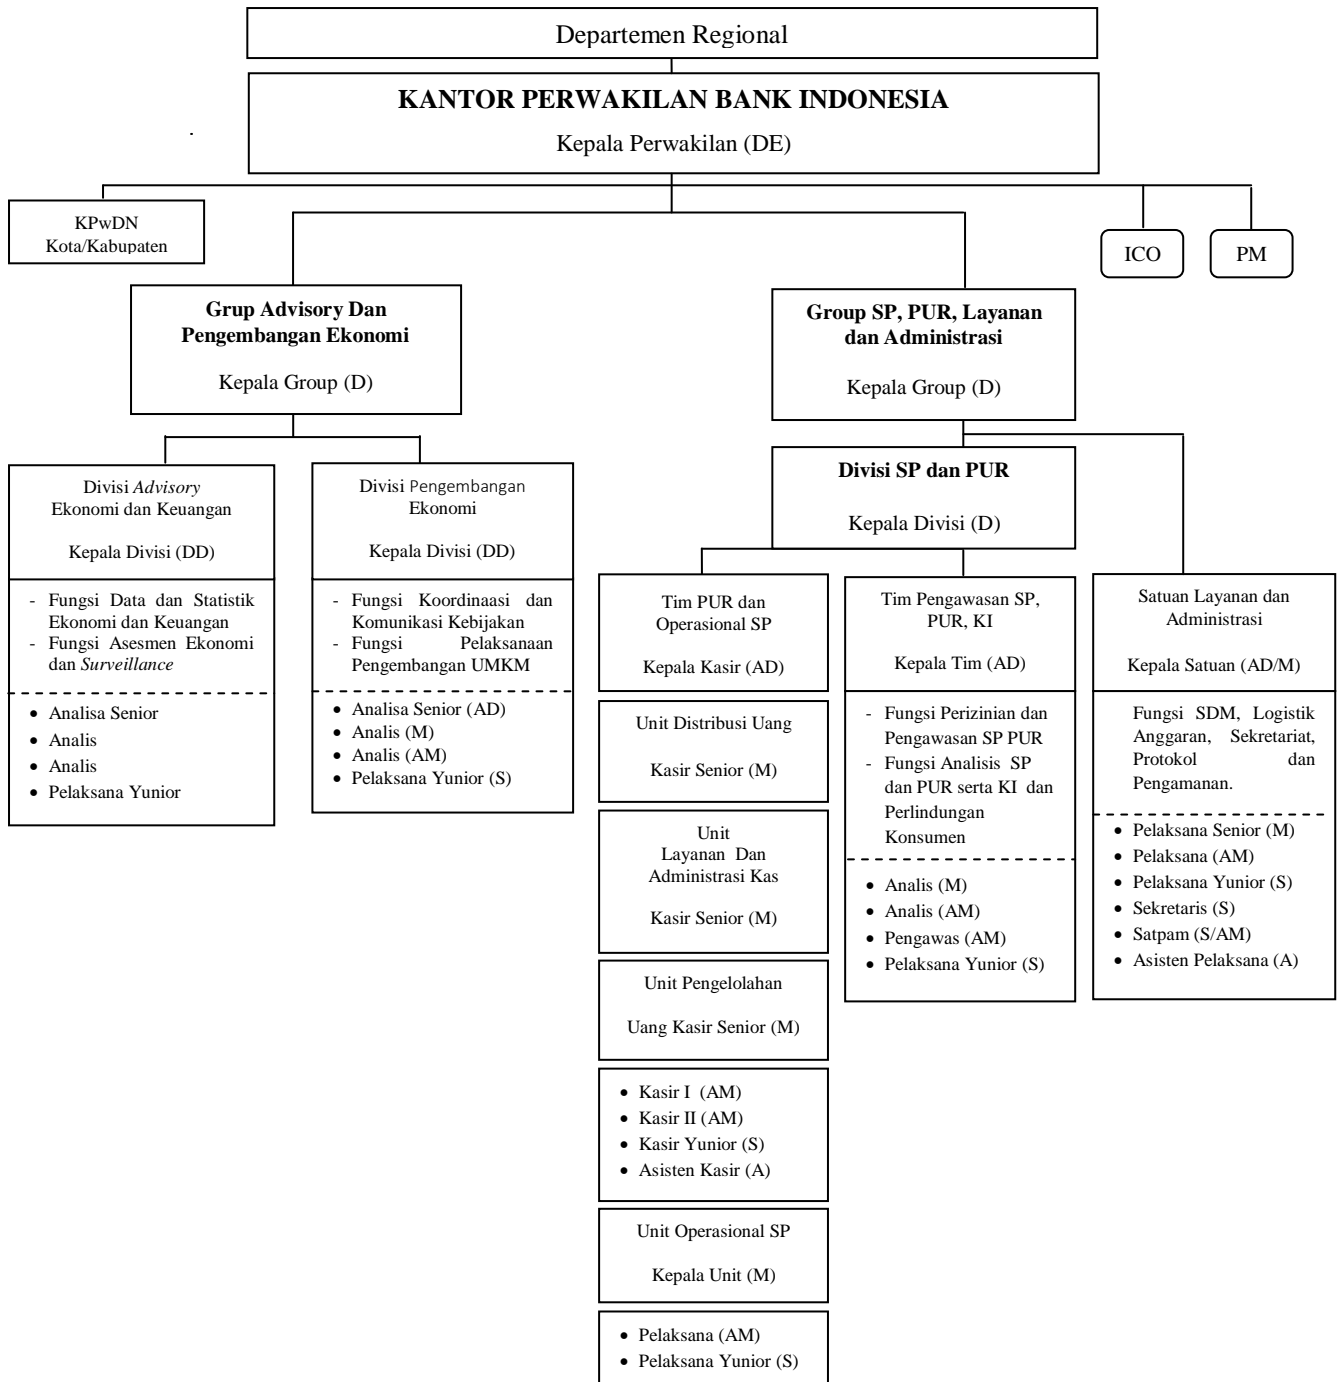 Departemen Regional
KANTOR PERWAKILAN BANK INDONESIA
Kepala Perwakilan (DE)
KPwDN
Kota/Kabupaten
ICO
PM
Grup Advisory Dan
Pengembangan Ekonomi
Kepala Group (D)
Group SP, PUR, Layanan
dan Administrasi
Kepala Group (D)
Divisi Advisory
Ekonomi dan Keuangan
Kepala Divisi (DD)
- Fungsi Data dan Statistik
Ekonomi dan Keuangan
- Fungsi Asesmen Ekonomi
dan Surveillance
• Analisa Senior
• Analis
• Analis
• Pelaksana Yunior
Divisi Pengembangan
Ekonomi
Kepala Divisi (DD)
- Fungsi Koordinaasi dan
Komunikasi Kebijakan
- Fungsi Pelaksanaan
Pengembangan UMKM
• Analisa Senior (AD)
• Analis (M)
• Analis (AM)
• Pelaksana Yunior (S)
Divisi SP dan PUR
Kepala Divisi (D)
Tim PUR dan
Operasional SP
Kepala Kasir (AD)
Unit Distribusi Uang
Kasir Senior (M)
Unit
Layanan Dan
Administrasi Kas
Kasir Senior (M)
Unit Pengelolahan
Uang Kasir Senior (M)
• Kasir I (AM)
• Kasir II (AM)
• Kasir Yunior (S)
• Asisten Kasir (A)
Unit Operasional SP
Kepala Unit (M)
• Pelaksana (AM)
• Pelaksana Yunior (S)
Tim Pengawasan SP,
PUR, KI
Kepala Tim (AD)
- Fungsi Perizinian dan
Pengawasan SP PUR
- Fungsi Analisis SP
dan PUR serta KI dan
Perlindungan
Konsumen
• Analis (M)
• Analis (AM)
• Pengawas (AM)
• Pelaksana Yunior (S)
Satuan Layanan dan
Administrasi
Kepala Satuan (AD/M)
Fungsi SDM, Logistik
Anggaran, Sekretariat,
Protokol dan
Pengamanan.
• Pelaksana Senior (M)
• Pelaksana (AM)
• Pelaksana Yunior (S)
• Sekretaris (S)
• Satpam (S/AM)
• Asisten Pelaksana (A)